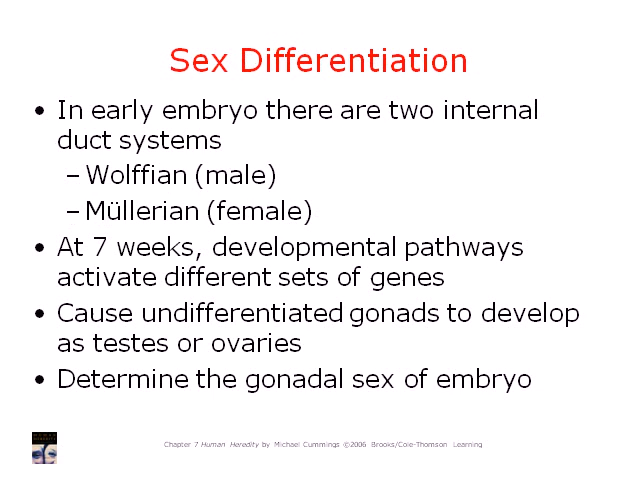 Sex Differentiation
• In early embryo there are two internal
duct systems
– Wolffian (male)
– Müllerian (female)
• At 7 weeks, developmental pathways
activate different sets of genes
• Cause undifferentiated gonads to develop
as testes or ovaries
• Determine the gonadal sex of embryo
Chapter 7 Human Heredity by Michael Cummings ©2006 Brooks/Cole-Thomson Learning